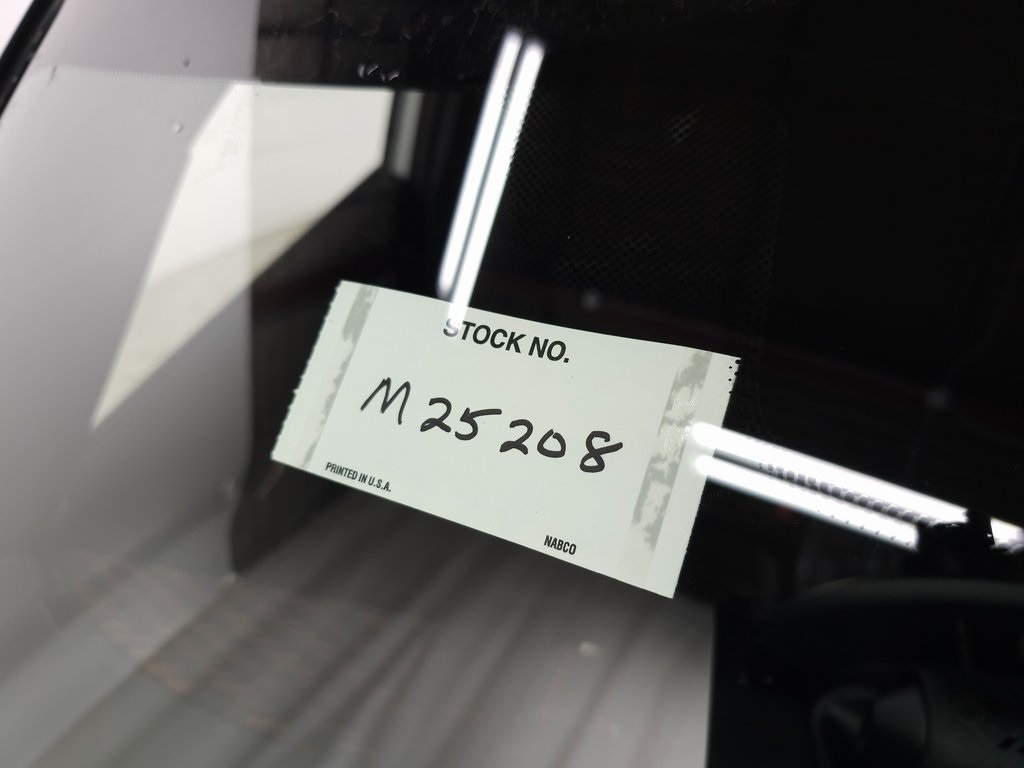 STOCK NO.
M25208
PRINTED IN U.S.A.
NABCO